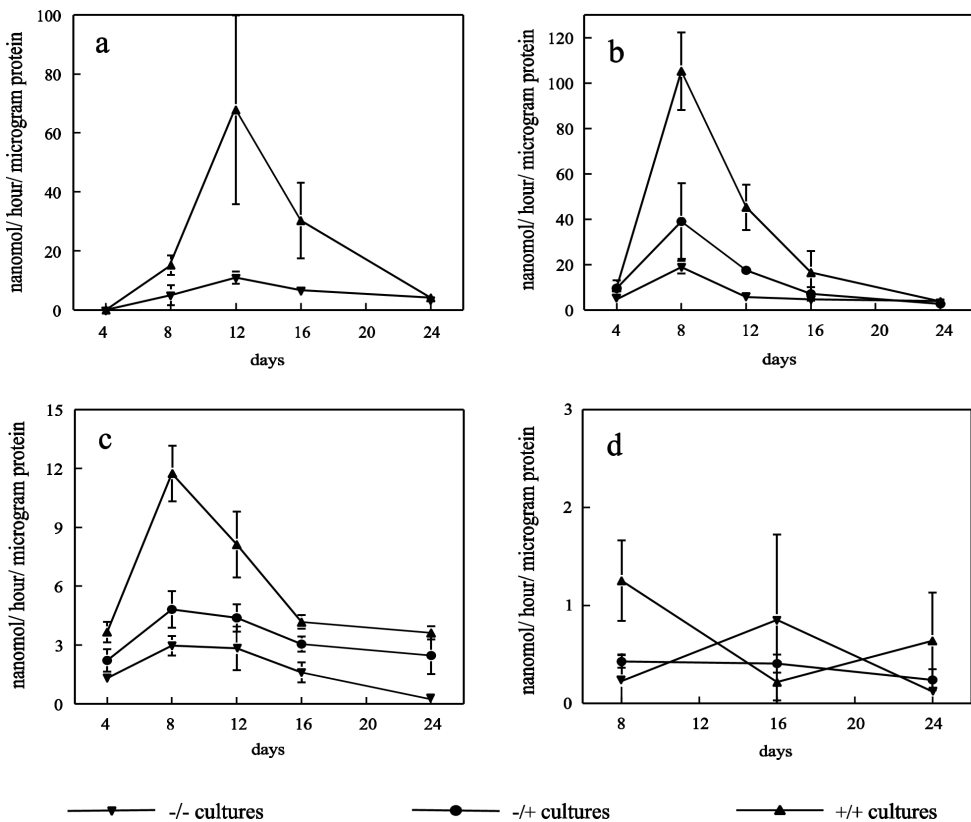 a
nanomol/ hour/ microgram protein
100
80
60
40
20
0
4 8 12 16 20 24
days
b
nanomol/ hour/ microgram protein
120
100
80
60
40
20
0
4 8 12 16 20 24
days
c
nanomol/ hour/ microgram protein
15
12
9
6
3
0
4 8 12 16 20 24
days
d
nanomol/ hour/ microgram protein
3
2
1
0
8 12 16 20 24
days
-/- cultures
-/+ cultures
+/+ cultures